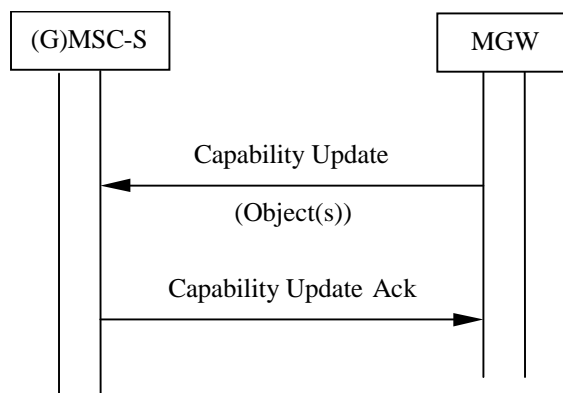 (G)MSC-S
MGW
Capability Update
(Object(s))
Capability Update Ack